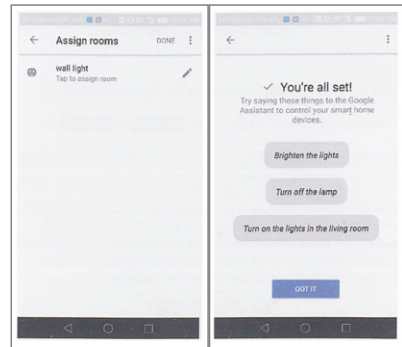 Assign rooms DONE
wall light
Tap to assign room
You're all set!
Try saying these things to the Google
Assistant to control your smart home
devices.
Brighten the lights
Turn off the lamp
Turn on the lights in the living room
GOT IT